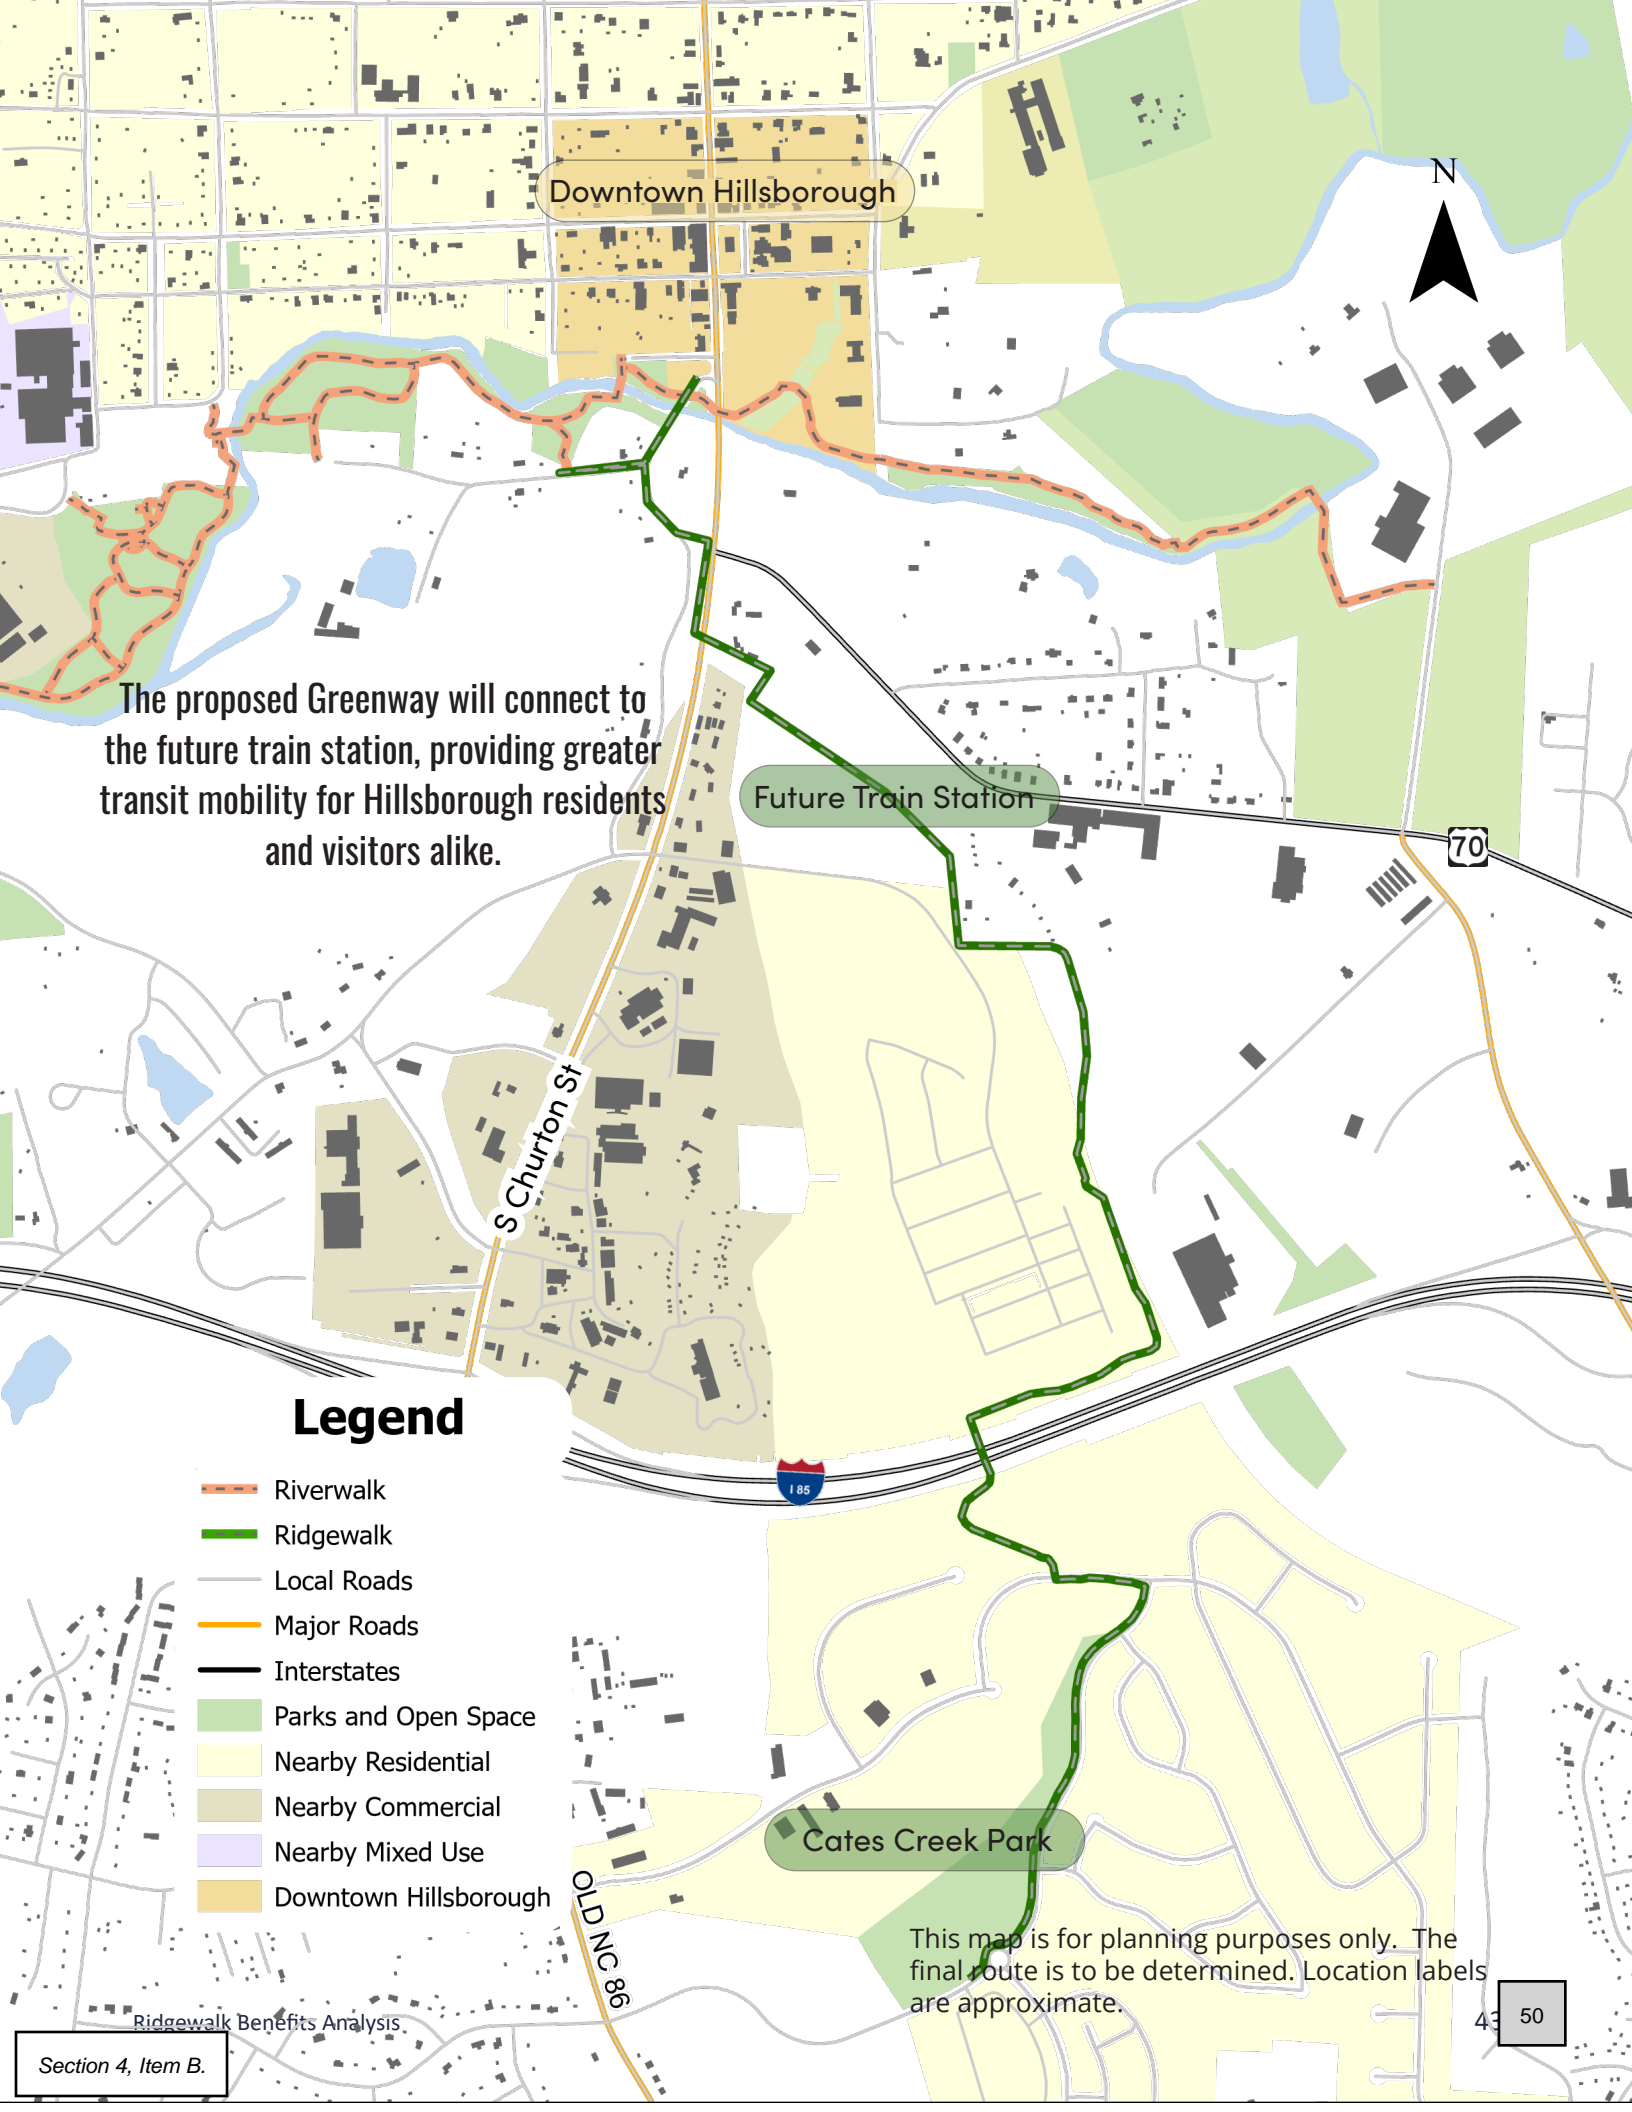 Downtown Hillsborough
N
The proposed Greenway will connect to
the future train station, providing greater
transit mobility for Hillsborough residents
and visitors alike.
Future Train Station
70
S Churton St
I 85
Legend
Riverwalk
Ridgewalk
Local Roads
Major Roads
Interstates
Parks and Open Space
Nearby Residential
Nearby Commercial
Nearby Mixed Use
Downtown Hillsborough
Cates Creek Park
OLD NC 86
This map is for planning purposes only. The
final route is to be determined. Location labels
are approximate.
Ridgewalk Benefits Analysis
50
Section 4, Item B.